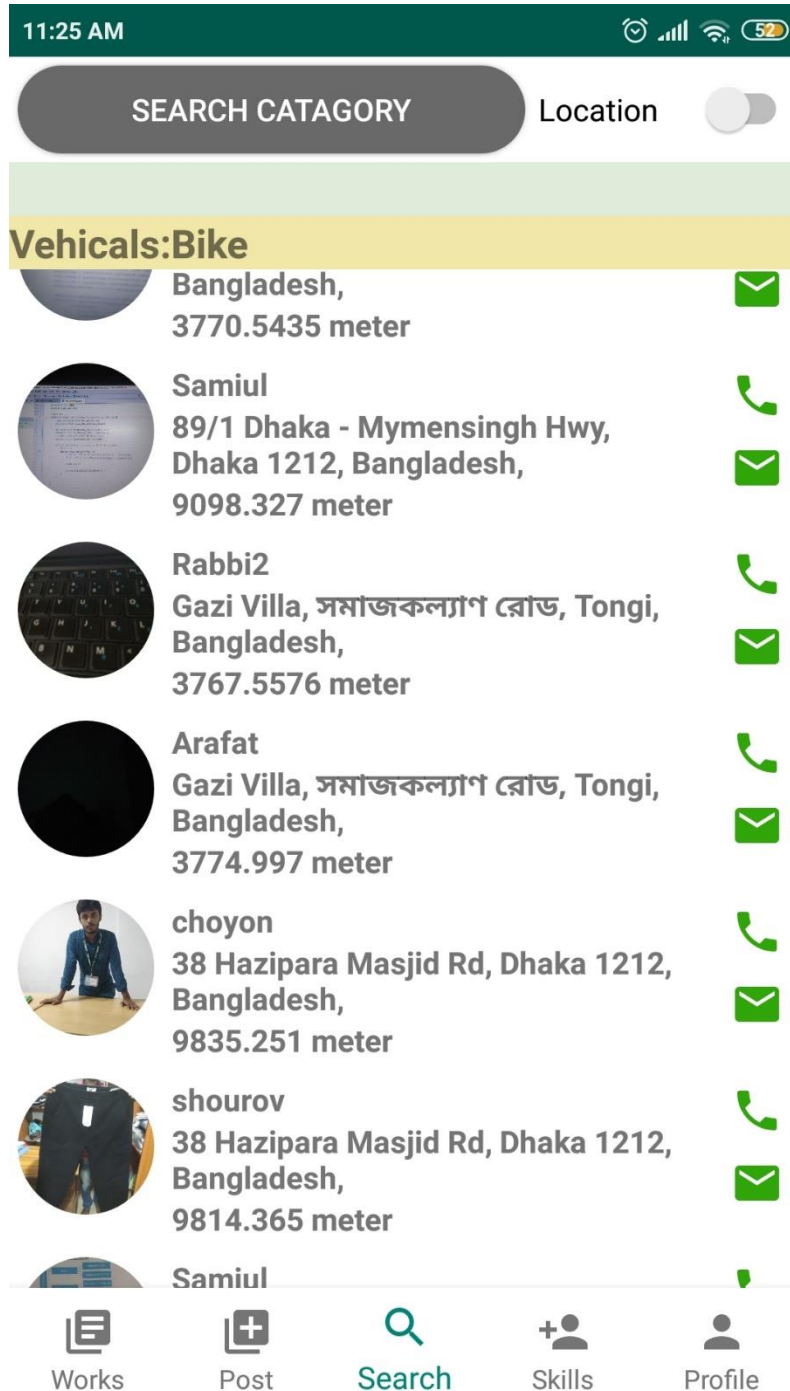 11:25 AM
52
SEARCH CATAGORY
Location
Vehicals:Bike
Bangladesh,
3770.5435 meter
Samiul
89/1 Dhaka - Mymensingh Hwy,
Dhaka 1212, Bangladesh,
9098.327 meter
Rabbi2
Gazi Villa, সমাজকল্যাণ রোড, Tongi,
Bangladesh,
3767.5576 meter
Arafat
Gazi Villa, সমাজকল্যাণ রোড, Tongi,
Bangladesh,
3774.997 meter
choyon
38 Hazipara Masjid Rd, Dhaka 1212,
Bangladesh,
9835.251 meter
shourov
38 Hazipara Masjid Rd, Dhaka 1212,
Bangladesh,
9814.365 meter
Samiul
Works
Post
Search
Skills
Profile